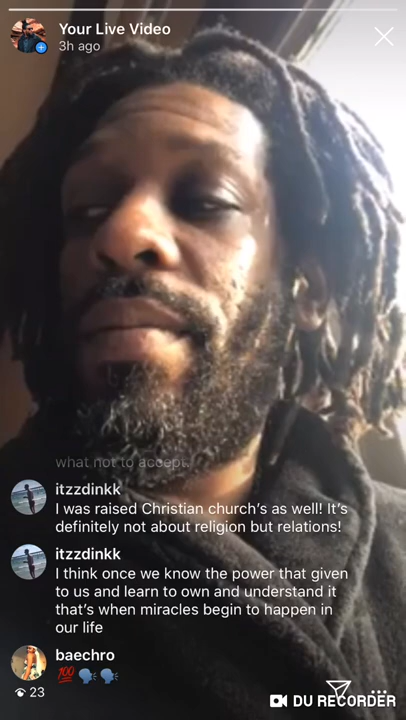 Your Live Video
3h ago
what not to accept.
itzzdinkk
I was raised Christian church's as well! It's
definitely not about religion but relations!
itzzdinkk
I think once we know the power that given
to us and learn to own and understand it
that's when miracles begin to happen in
our life
baechro
💯🗣️🗣️
23
DU RECORDER